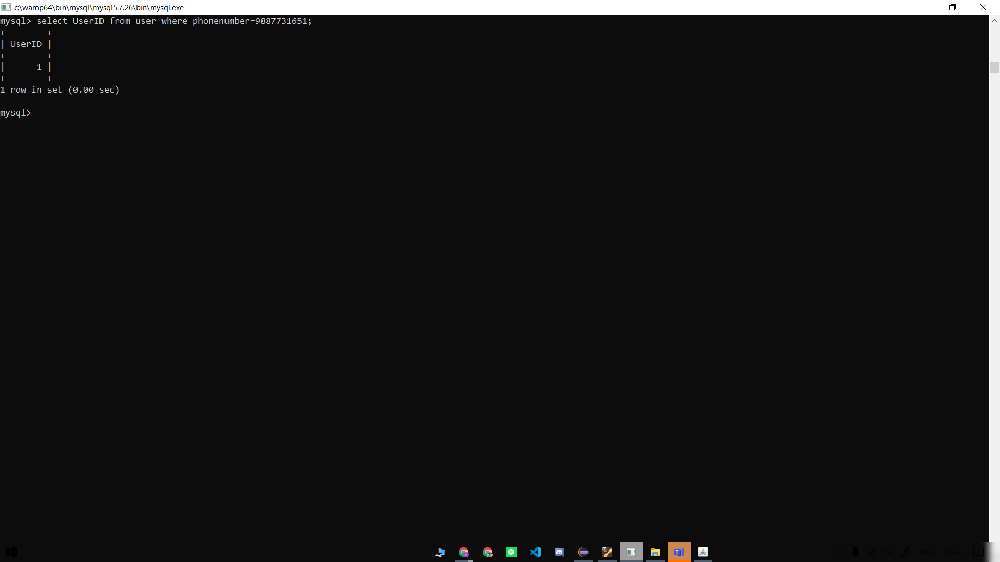 c:\wamp64\bin\mysql\mysql5.7.26\bin\mysql.exe
mysql> select UserID from user where phonenumber=9887731651;
+--------+
| UserID |
+--------+
|      1 |
+--------+
1 row in set (0.00 sec)
mysql>
ENG 19:43